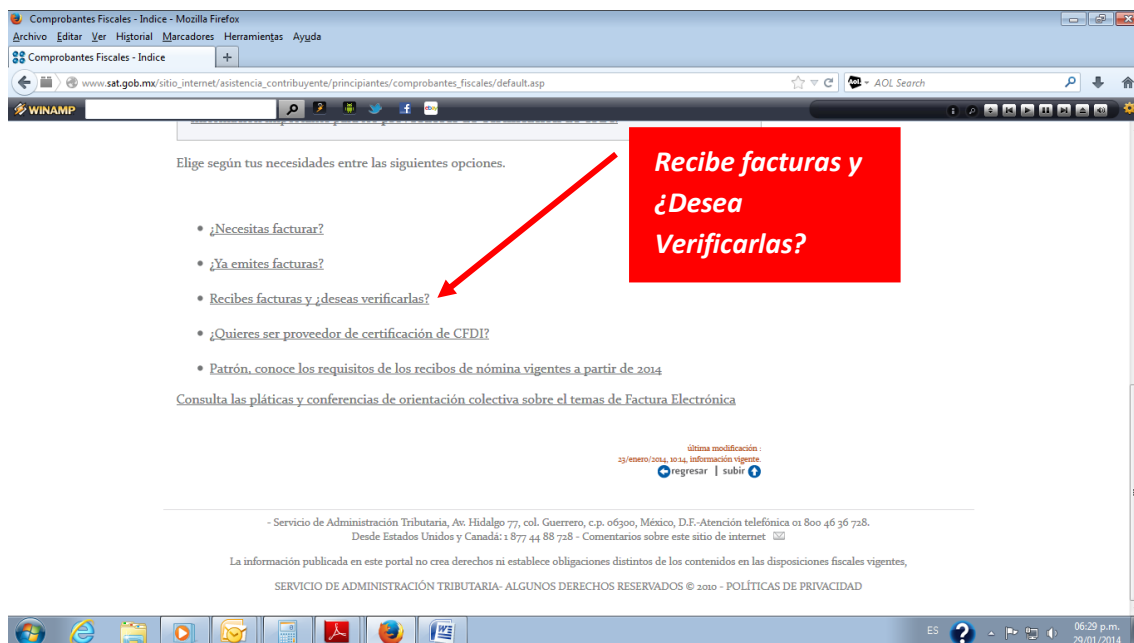 Comprobantes Fiscales - Indice - Mozilla Firefox
Archivo Editar Ver Historial Marcadores Herramientas Ayuda
Comprobantes Fiscales - Indice
www.sat.gob.mx/sitio_internet/asistencia_contribuyente/principiantes/comprobantes_fiscales/default.asp
AOL Search
WINAMP
ebay
Elige según tus necesidades entre las siguientes opciones.
Recibe facturas y
¿Desea
Verificarlas?
• ¿Necesitas facturar?
• ¿Ya emites facturas?
• Recibes facturas y ¿deseas verificarlas?
• ¿Quieres ser proveedor de certificación de CFDI?
• Patrón, conoce los requisitos de los recibos de nómina vigentes a partir de 2014
Consulta las pláticas y conferencias de orientación colectiva sobre el temas de Factura Electrónica
última modificación :
23/enero/2014, 10:14, información vigente.
regresar | subir
- Servicio de Administración Tributaria, Av. Hidalgo 77, col. Guerrero, c.p. 06300, México, D.F.-Atención telefónica 01 800 46 36 728.
Desde Estados Unidos y Canadá: 1 877 44 88 728 - Comentarios sobre este sitio de internet
La información publicada en este portal no crea derechos ni establece obligaciones distintos de los contenidos en las disposiciones fiscales vigentes,
SERVICIO DE ADMINISTRACIÓN TRIBUTARIA- ALGUNOS DERECHOS RESERVADOS © 2010 - POLÍTICAS DE PRIVACIDAD
ES
06:29 p.m.
29/01/2014